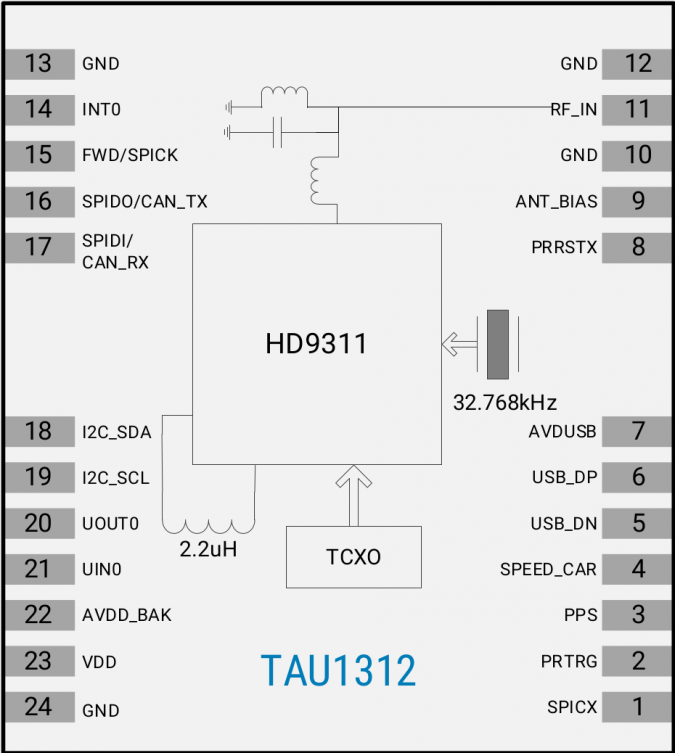 13 GND
14 INT0
15 FWD/SPICK
16 SPIDO/CAN_TX
17 SPIDI/
CAN_RX
18 I2C_SDA
19 I2C_SCL
20 UOUT0
21 UIN0
22 AVDD_BAK
23 VDD
24 GND
HD9311
32.768kHz
2.2uH
TCXO
TAU1312
GND 12
RF_IN 11
GND 10
ANT_BIAS 9
PRRSTX 8
AVDUSB 7
USB_DP 6
USB_DN 5
SPEED_CAR 4
PPS 3
PRTRG 2
SPICX 1